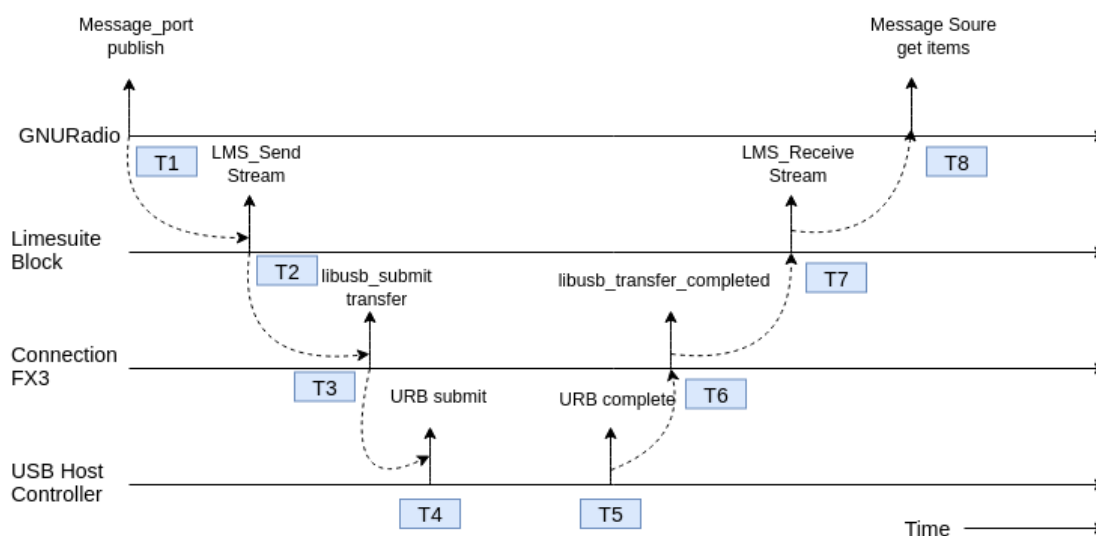 Message_port
publish
Message Soure
get items
GNURadio
T1
LMS_Send
Stream
LMS_Receive
Stream
T8
Limesuite
Block
T2
libusb_submit
transfer
libusb_transfer_completed
T7
Connection
FX3
T3
URB submit
URB complete
T6
USB Host
Controller
T4
T5
Time